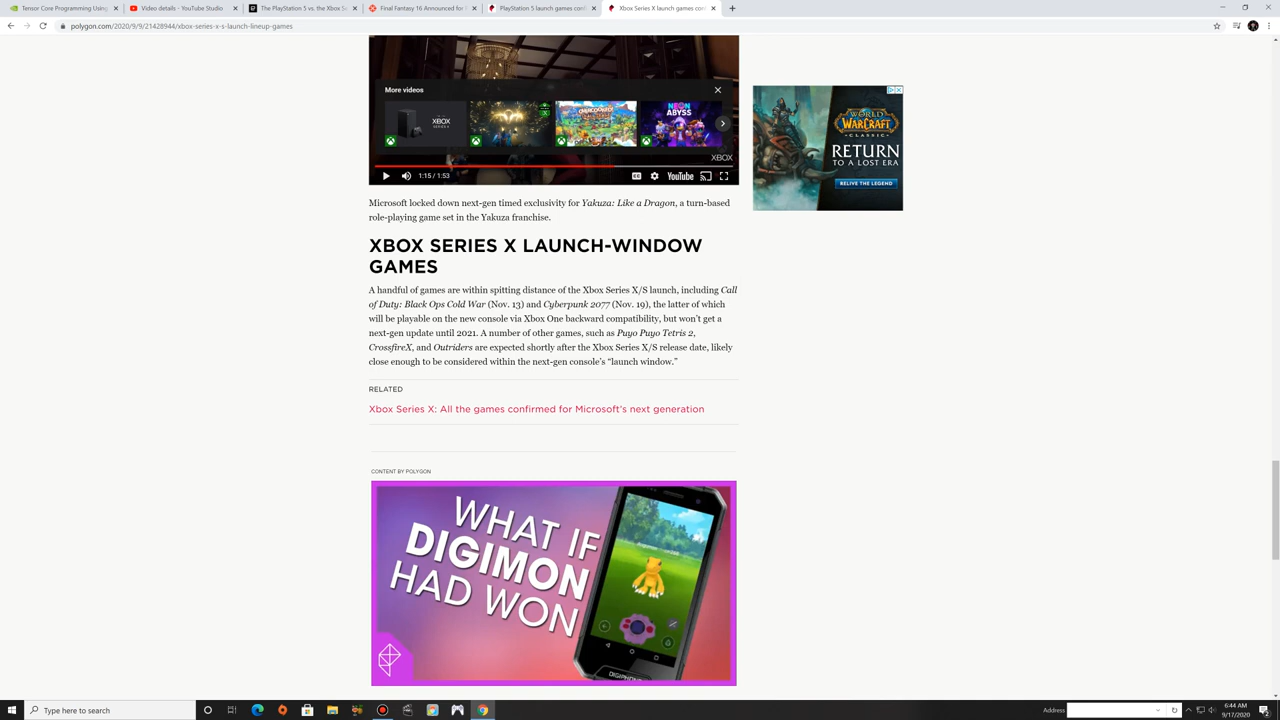 Tensor Core Programming Using
Video details - YouTube Studio
The PlayStation 5 vs. the Xbox Se
Final Fantasy 16 Announced for
PlayStation 5 launch games conf
Xbox Series X launch games conf
polygon.com/2020/9/9/21428944/xbox-series-x-s-launch-lineup-games
More videos
XBOX
SERIES X
OVERCOOKED
NEON
ABYSS
XBOX
1:15 / 1:53
YouTube
WORLD
WARCRAFT
CLASSIC
RETURN
TO A LOST ERA
RELIVE THE LEGEND
Microsoft locked down next-gen timed exclusivity for Yakuza: Like a Dragon, a turn-based
role-playing game set in the Yakuza franchise.
XBOX SERIES X LAUNCH-WINDOW
GAMES
A handful of games are within spitting distance of the Xbox Series X/S launch, including Call
of Duty: Black Ops Cold War (Nov. 13) and Cyberpunk 2077 (Nov. 19), the latter of which
will be playable on the new console via Xbox One backward compatibility, but won't get a
next-gen update until 2021. A number of other games, such as Puyo Puyo Tetris 2,
CrossfireX, and Outriders are expected shortly after the Xbox Series X/S release date, likely
close enough to be considered within the next-gen console's “launch window.”
RELATED
Xbox Series X: All the games confirmed for Microsoft's next generation
CONTENT BY POLYGON
WHAT IF
DIGIMON
HAD WON
DIGIPHONE
Type here to search
Address
6:44 AM
9/17/2020